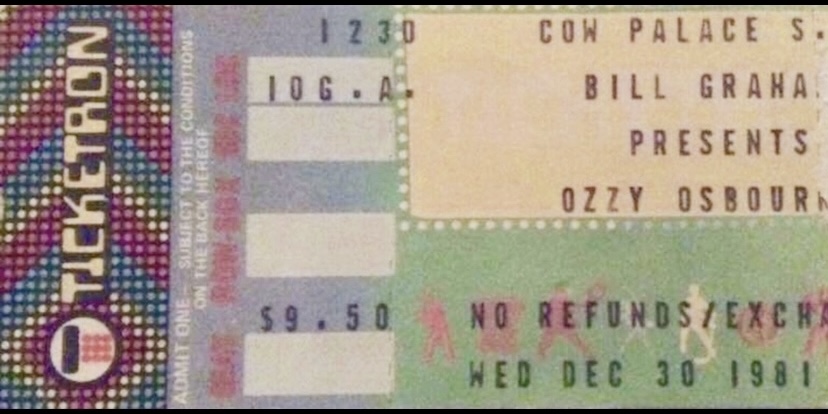 TICKETRON
ADMIT ONE — SUBJECT TO THE CONDITIONS
ON THE BACK HEREOF
1230
10G.A.
$9.50
COW PALACE S.
BILL GRAHA
PRESENTS
OZZY OSBOURN
NO REFUNDS/EXCHA
WED DEC 30 1981